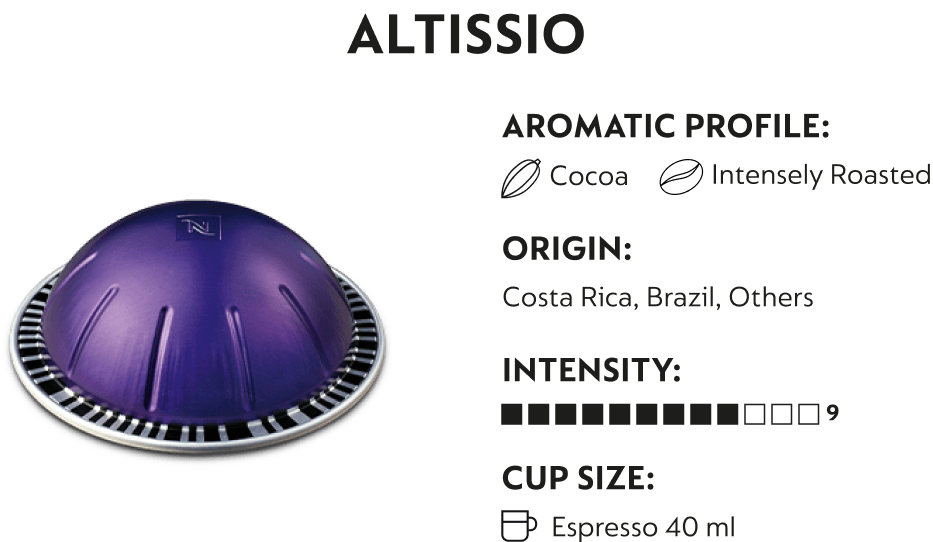 ALTISSIO
AROMATIC PROFILE:
Cocoa Intensely Roasted
ORIGIN:
Costa Rica, Brazil, Others
INTENSITY:
9
CUP SIZE:
Espresso 40 ml